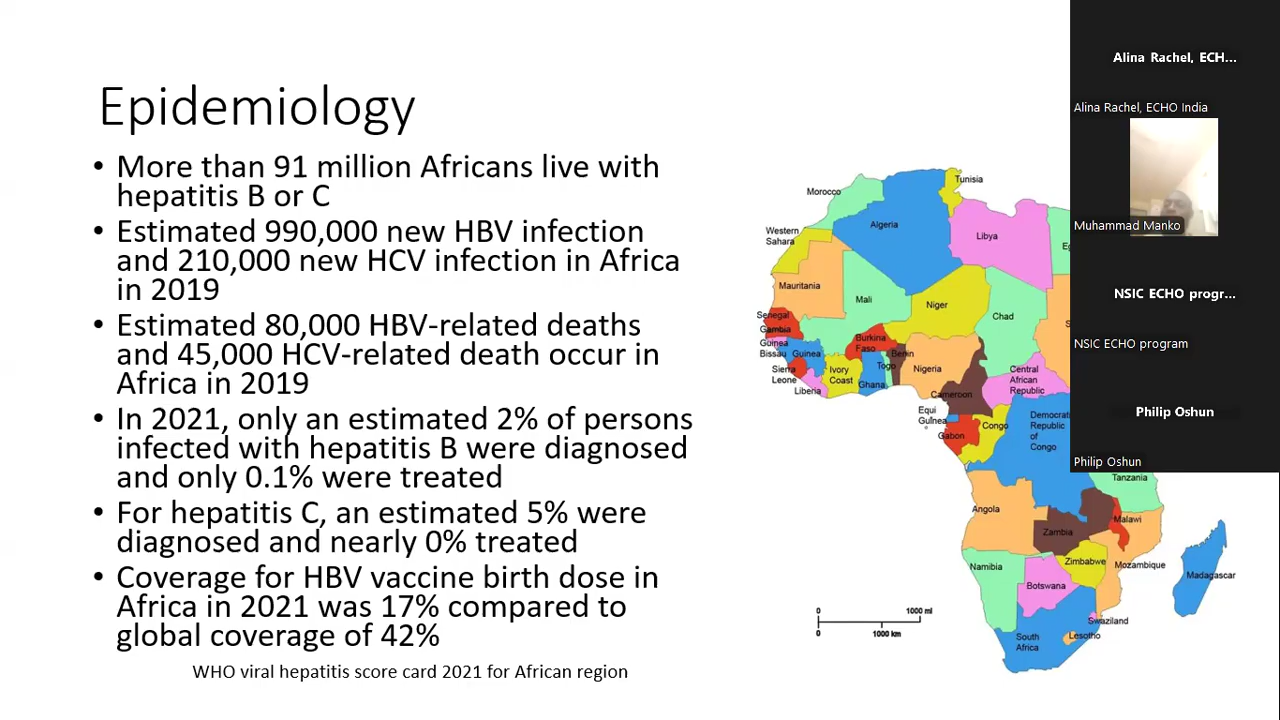 Epidemiology
• More than 91 million Africans live with
hepatitis B or C
• Estimated 990,000 new HBV infection
and 210,000 new HCV infection in Africa
in 2019
• Estimated 80,000 HBV-related deaths
and 45,000 HCV-related death occur in
Africa in 2019
• In 2021, only an estimated 2% of persons
infected with hepatitis B were diagnosed
and only 0.1% were treated
• For hepatitis C, an estimated 5% were
diagnosed and nearly 0% treated
• Coverage for HBV vaccine birth dose in
Africa in 2021 was 17% compared to
global coverage of 42%
WHO viral hepatitis score card 2021 for African region
Tunisia
Morocco
Algeria
Western
Sahara
Libya
Eg
Mauritania
Mali
Niger
Chad
S
Senegal
Gambia
Guinea
Bissau
Guinea
Burkina
Faso
Benin
Togo
Nigeria
Sierra
Leone
Ivory
Coast
Ghana
Liberia
Central
African
Republic
Cameroon
Equi
Guinea
Gabon
Congo
Democrat
Republic
of
Congo
Tanzania
Angola
Zambia
Malawi
Mozambique
Zimbabwe
Namibia
Botswana
Madagascar
Swaziland
Lesotho
South
Africa
0 1000 mi
0 1000 km
Alina Rachel, ECH...
Alina Rachel, ECHO India
Muhammad Manko
NSIC ECHO progr...
NSIC ECHO program
Philip Oshun
Philip Oshun